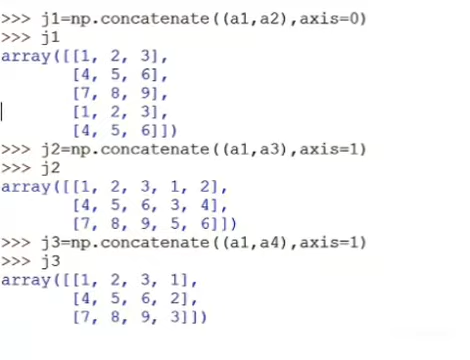 >>> j1=np.concatenate((a1,a2),axis=0)
>>> j1
array([[1, 2, 3],
       [4, 5, 6],
       [7, 8, 9],
       [1, 2, 3],
       [4, 5, 6]])
>>> j2=np.concatenate((a1,a3),axis=1)
>>> j2
array([[1, 2, 3, 1, 2],
       [4, 5, 6, 3, 4],
       [7, 8, 9, 5, 6]])
>>> j3=np.concatenate((a1,a4),axis=1)
>>> j3
array([[1, 2, 3, 1],
       [4, 5, 6, 2],
       [7, 8, 9, 3]])